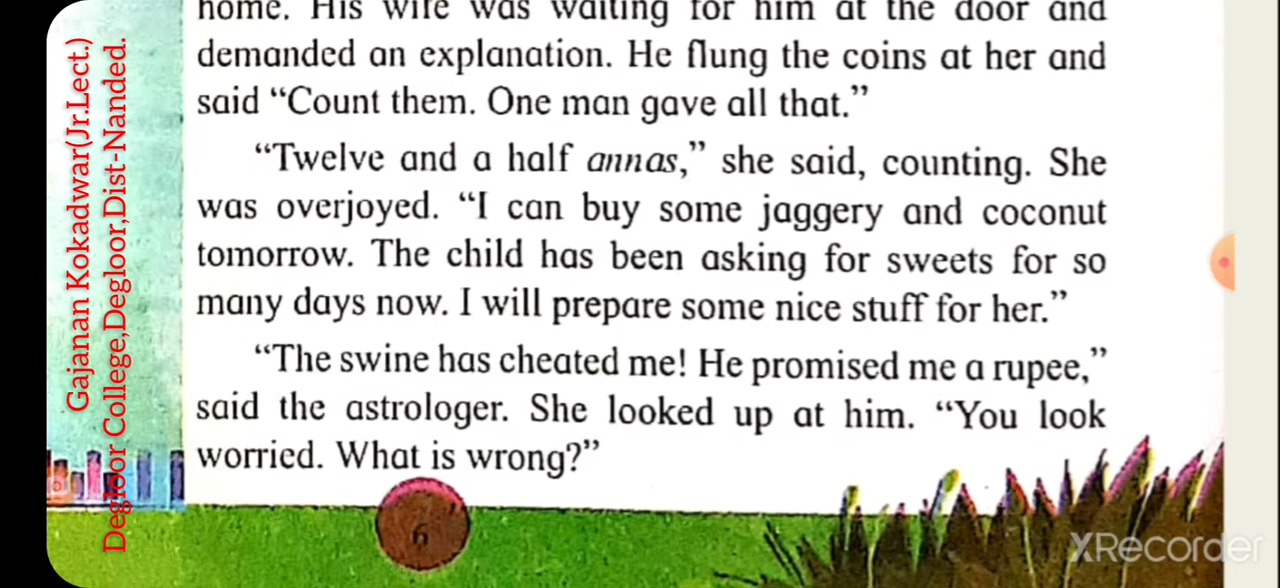 home. His wife was waiting for him at the door and
demanded an explanation. He flung the coins at her and
said “Count them. One man gave all that.”
“Twelve and a half annas,” she said, counting. She
was overjoyed. “I can buy some jaggery and coconut
tomorrow. The child has been asking for sweets for so
many days now. I will prepare some nice stuff for her.”
“The swine has cheated me! He promised me a rupee,”
said the astrologer. She looked up at him. “You look
worried. What is wrong?”
6
Gajanan Kokadwar(Jr.Lect.)
Degloor College,Degloor,Dist-Nanded.
XRecorder